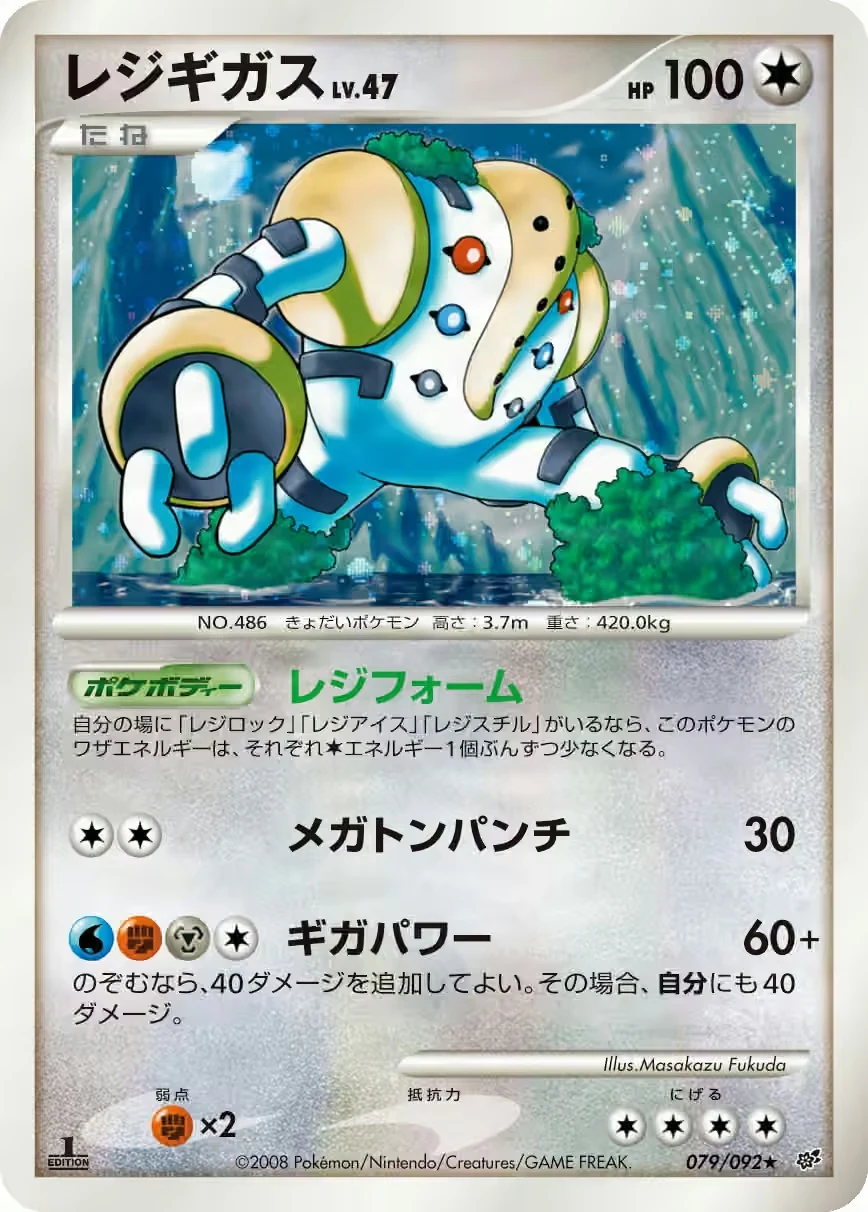 レジギガス LV.47 HP 100
たね
NO.486 きょだいポケモン 高さ:3.7m 重さ:420.0kg
ポケボディー レジフォーム
自分の場に「レジロック」「レジアイス」「レジスチル」がいるなら、このポケモンの
ワザエネルギーは、それぞれ✶エネルギー1個ぶんずつ少なくなる。
メガトンパンチ 30
ギガパワー 60+
のぞむなら、40ダメージを追加してよい。その場合、自分にも40
ダメージ。
Illus.Masakazu Fukuda
弱点 抵抗力 にげる
×2
1 EDITION
©2008 Pokémon/Nintendo/Creatures/GAME FREAK. 079/092★